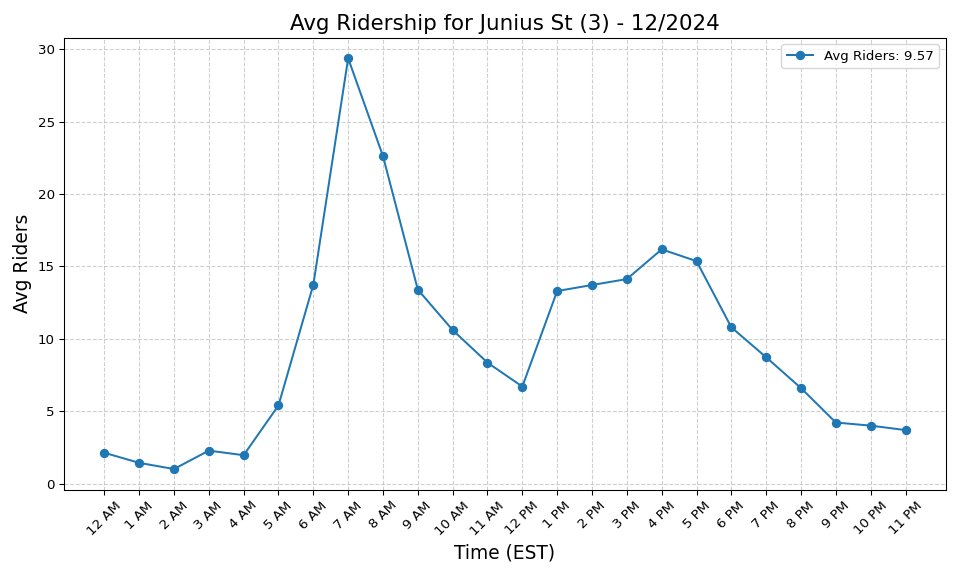 Avg Ridership for Junius St (3) - 12/2024
Avg Riders: 9.57
Avg Riders
30
25
20
15
10
5
0
12 AM
1 AM
2 AM
3 AM
4 AM
5 AM
6 AM
7 AM
8 AM
9 AM
10 AM
11 AM
12 PM
1 PM
2 PM
3 PM
4 PM
5 PM
6 PM
7 PM
8 PM
9 PM
10 PM
11 PM
Time (EST)